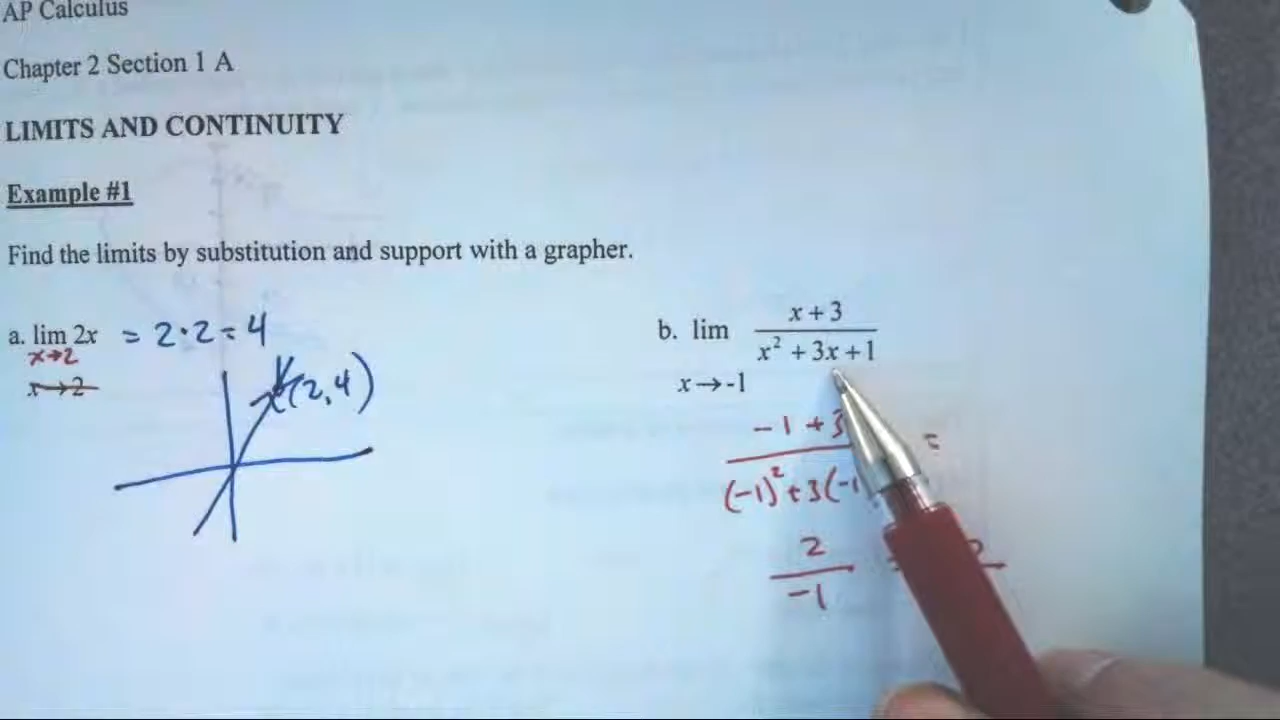 AP Calculus
Chapter 2 Section 1 A
LIMITS AND CONTINUITY
Example #1
Find the limits by substitution and support with a grapher.
a. lim 2x = 2·2 = 4
x→2
x→2
(2,4)
b. lim x + 3
x² + 3x + 1
x → -1
-1 + 3 =
(-1)² + 3(-1
2
-1